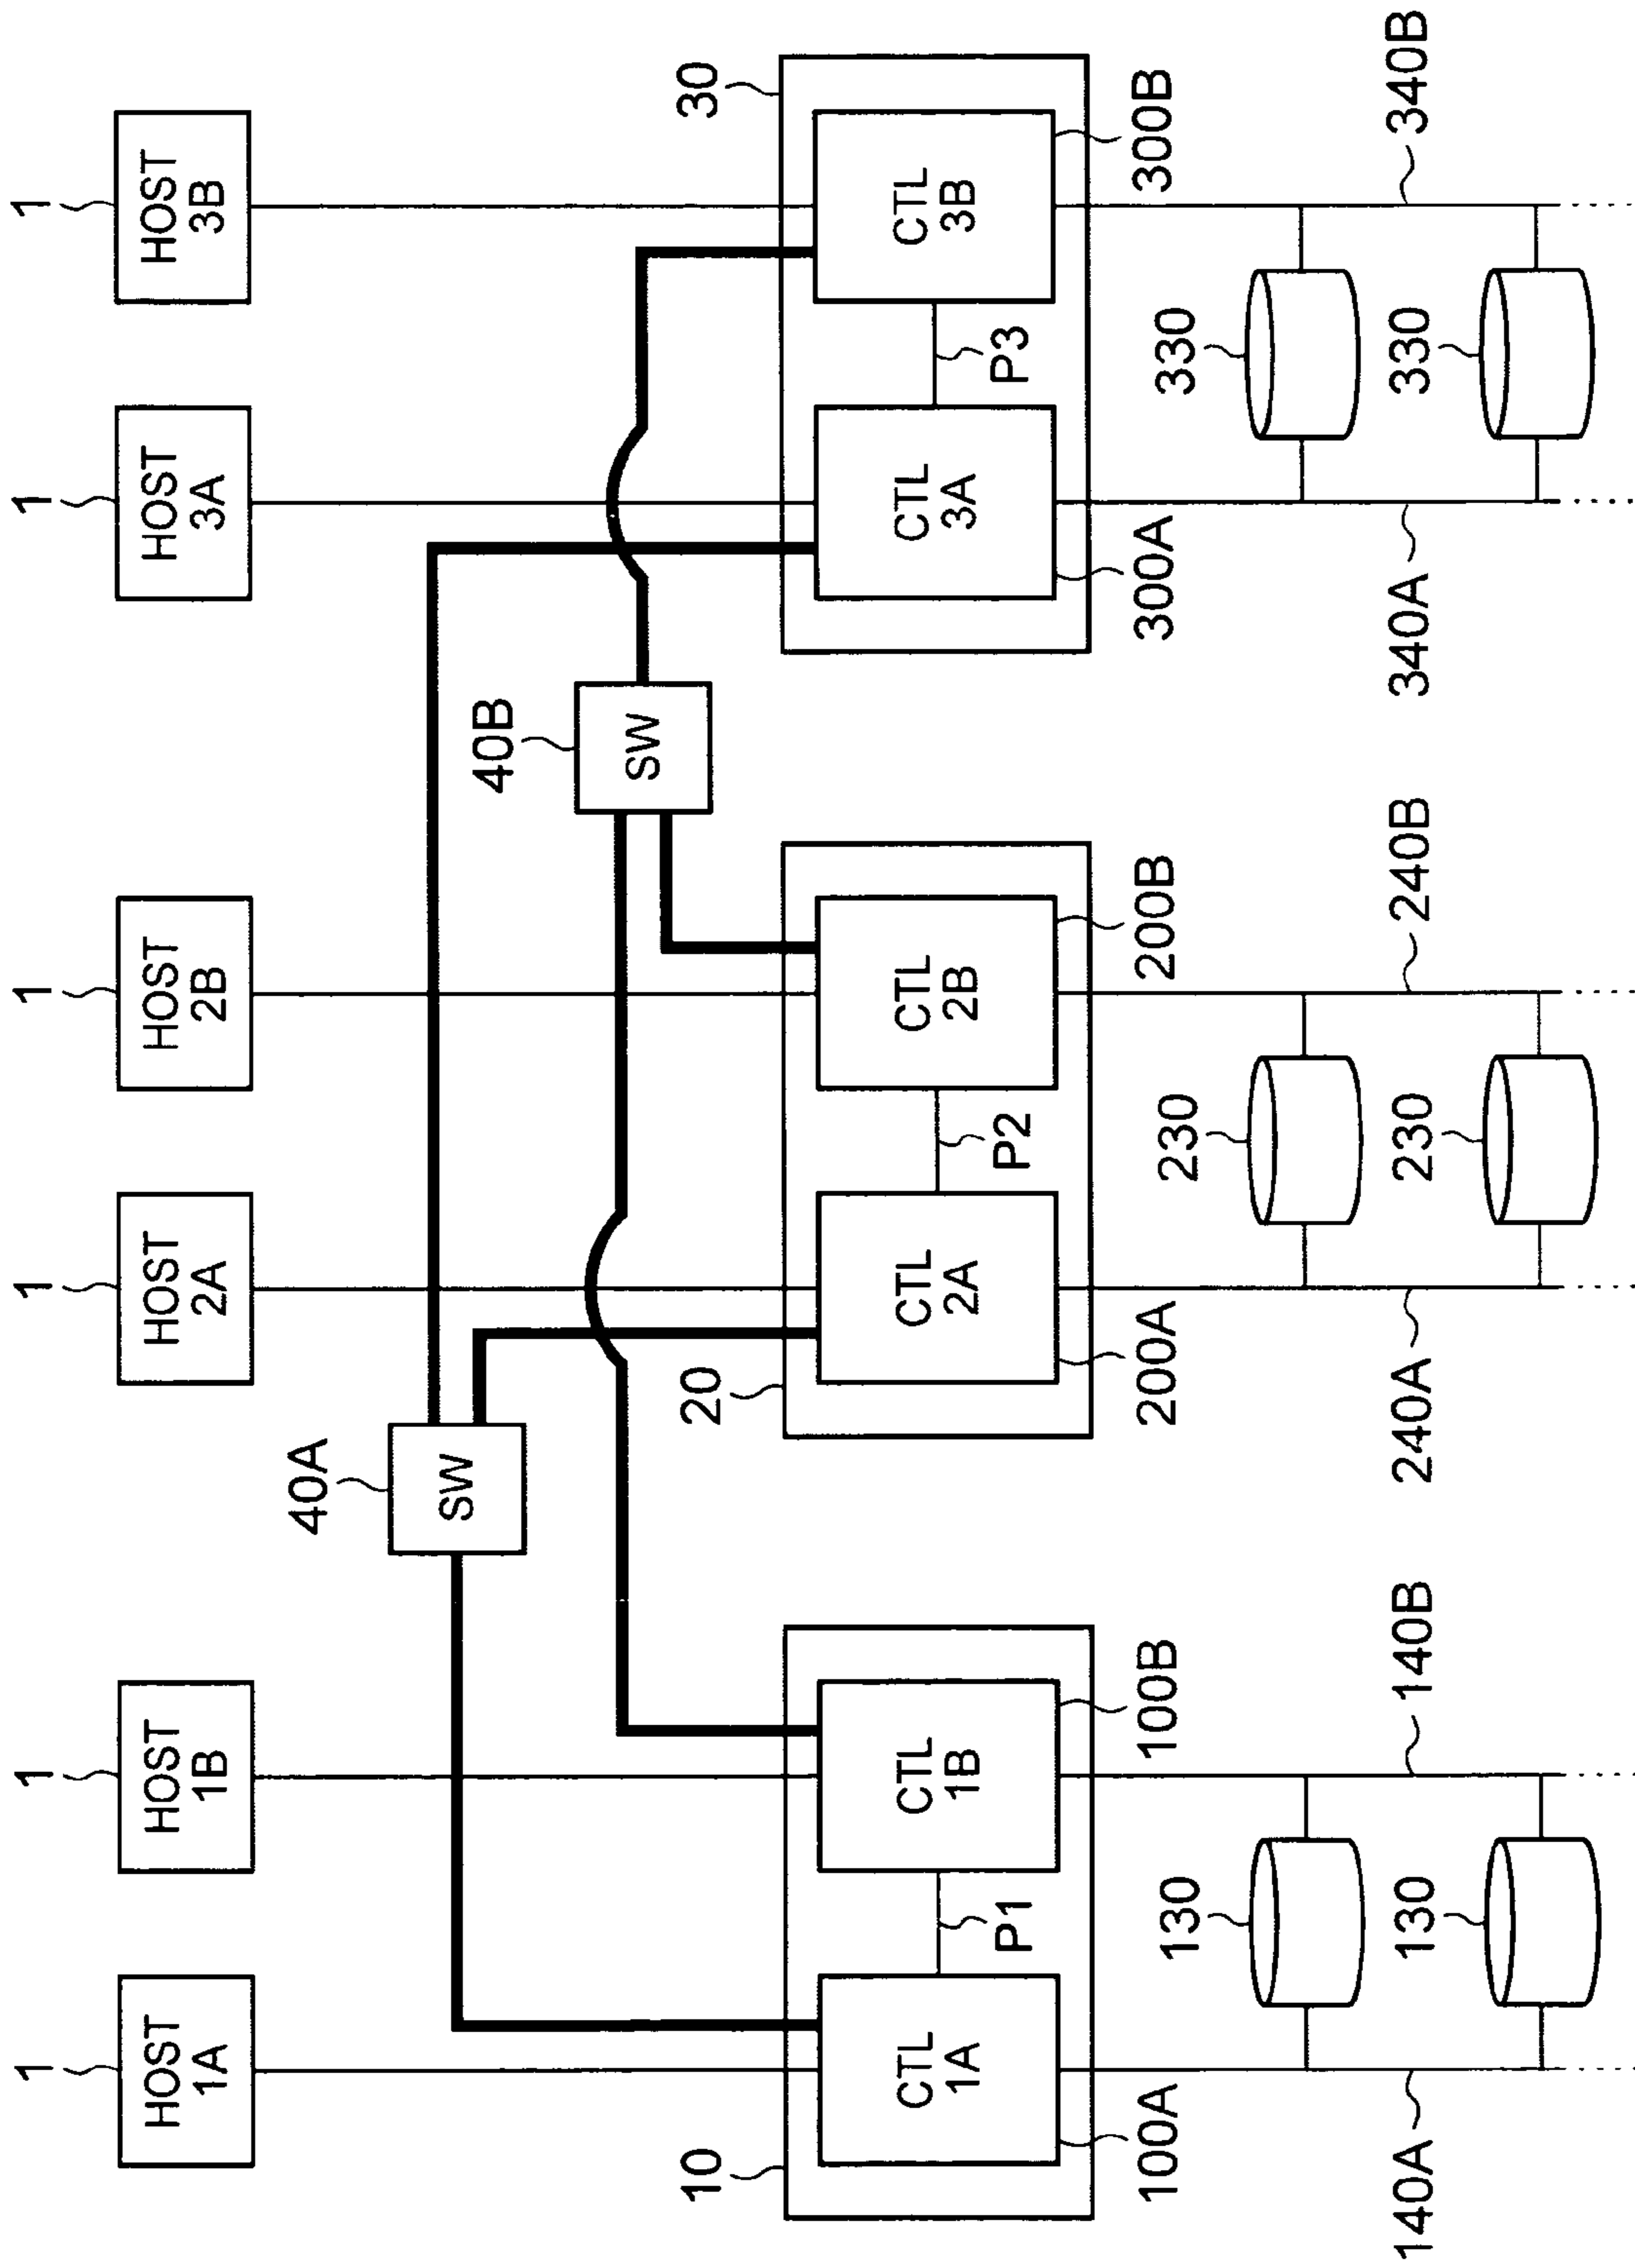 1
1
1
1
1
1
HOST
1A
HOST
1B
HOST
2A
HOST
2B
HOST
3A
HOST
3B
40A
SW
40B
SW
10
20
30
CTL
1A
CTL
1B
CTL
2A
CTL
2B
CTL
3A
CTL
3B
P1
P2
P3
100A
100B
200A
200B
300A
300B
130
230
330
140A
130
140B
240A
230
240B
340A
330
340B